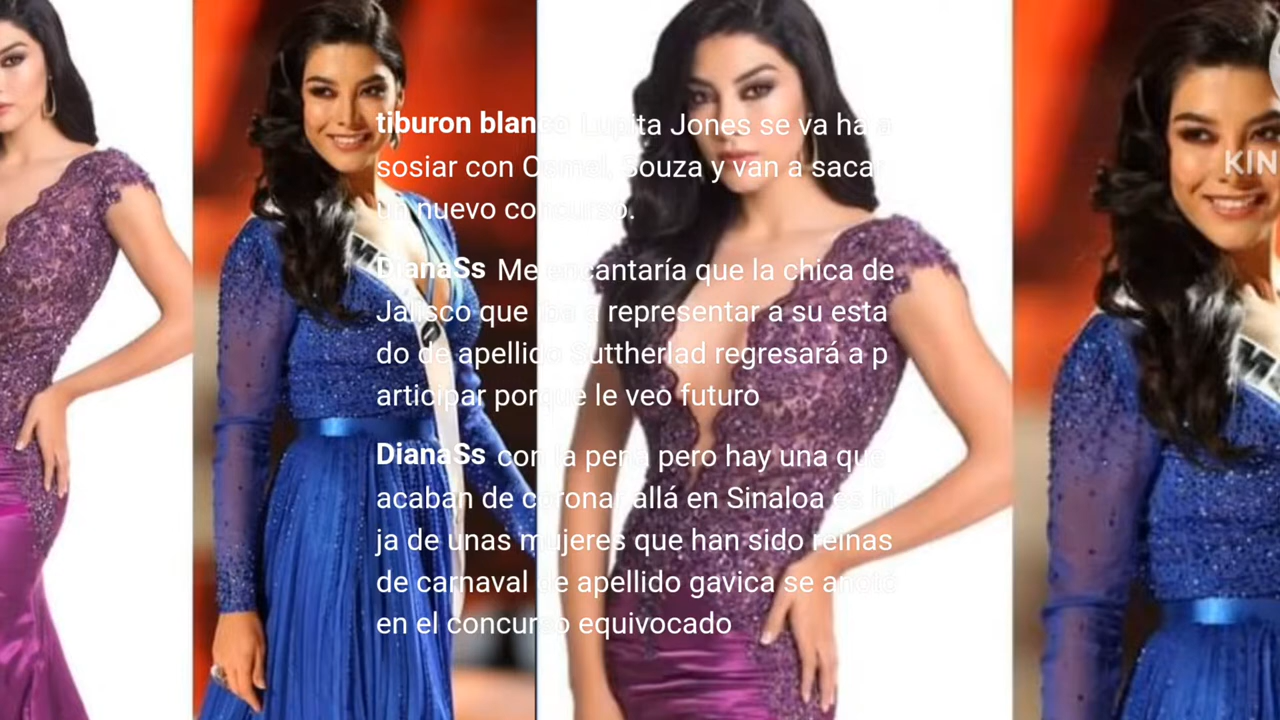 tiburon blanco Lupita Jones se va ha a
sosiar con Osmel, Souza y van a sacar
un nuevo concurso.
DianaSs Me encantaría que la chica de
Jalisco que iba a representar a su esta
do de apellido Suttherlad regresará a p
articipar porque le veo futuro
DianaSs con la pena pero hay una que
acaban de coronar allá en Sinaloa es hi
ja de unas mujeres que han sido reinas
de carnaval de apellido gavica se anotó
en el concurso equivocado
KIN